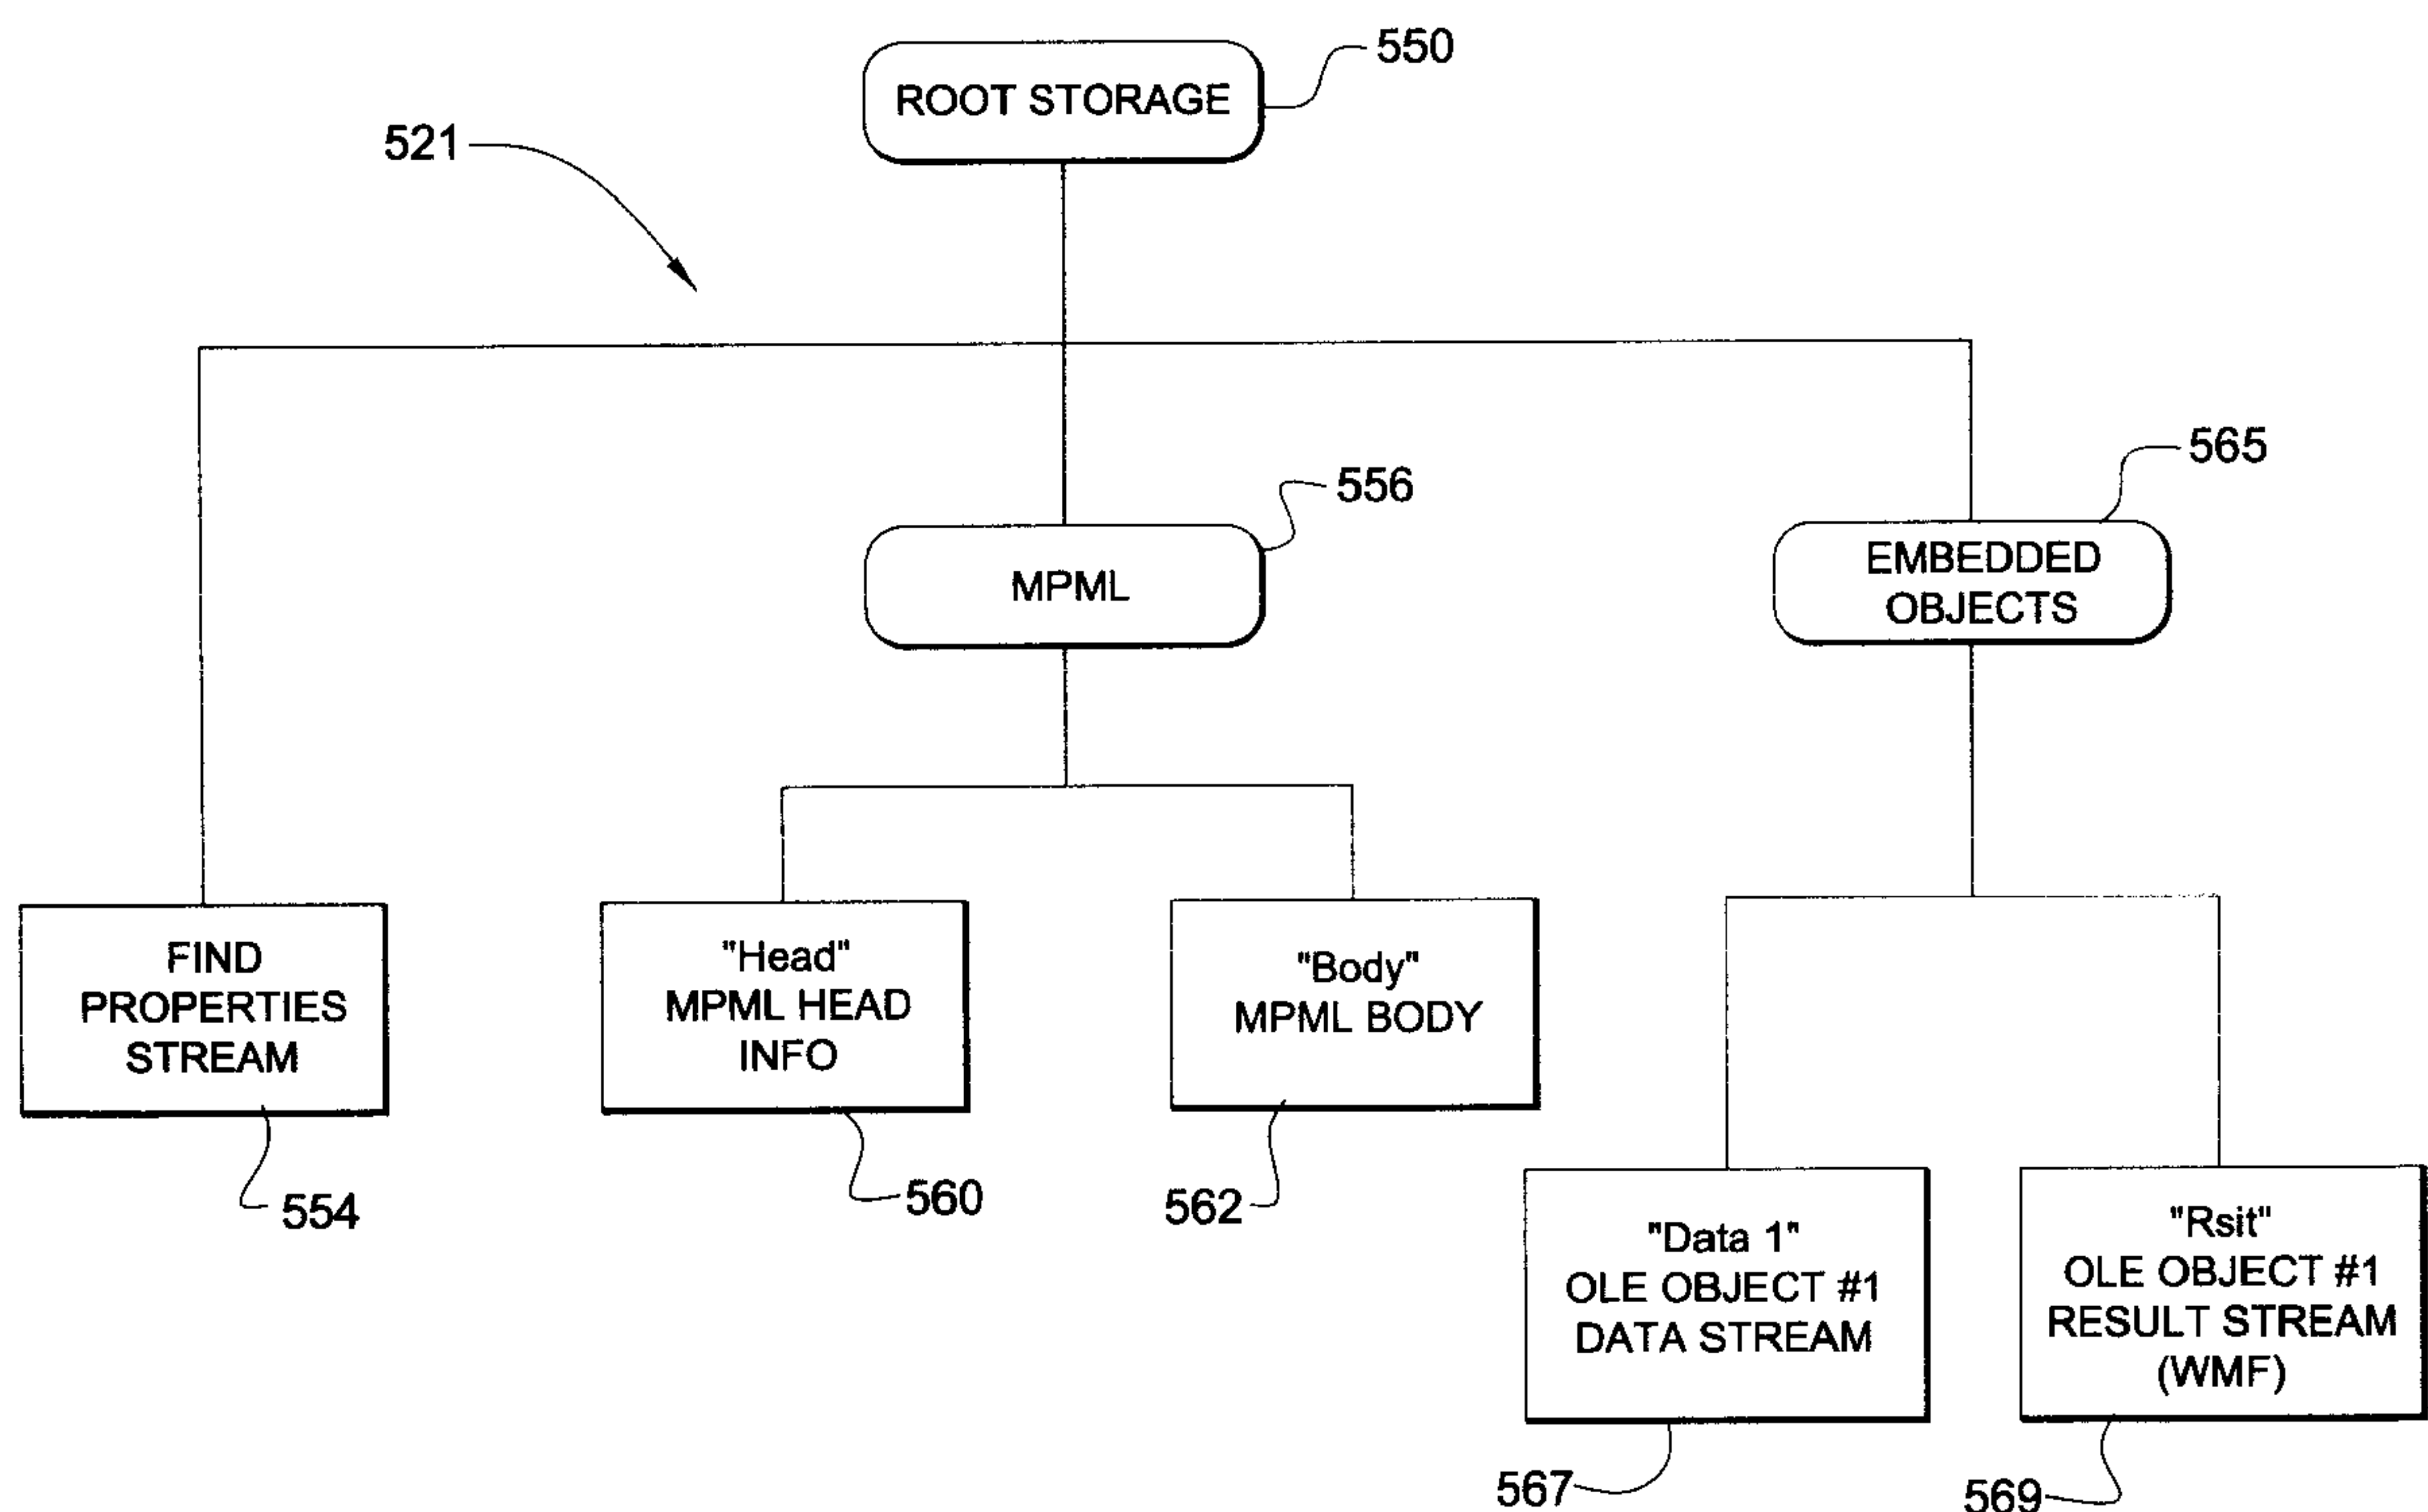 550
ROOT STORAGE
521
565
556
EMBEDDED
OBJECTS
MPML
FIND
PROPERTIES
STREAM
"Head"
MPML HEAD
INFO
"Body"
MPML BODY
554
560
562
"Data 1"
OLE OBJECT #1
DATA STREAM
"Rsit"
OLE OBJECT #1
RESULT STREAM
(WMF)
567
569